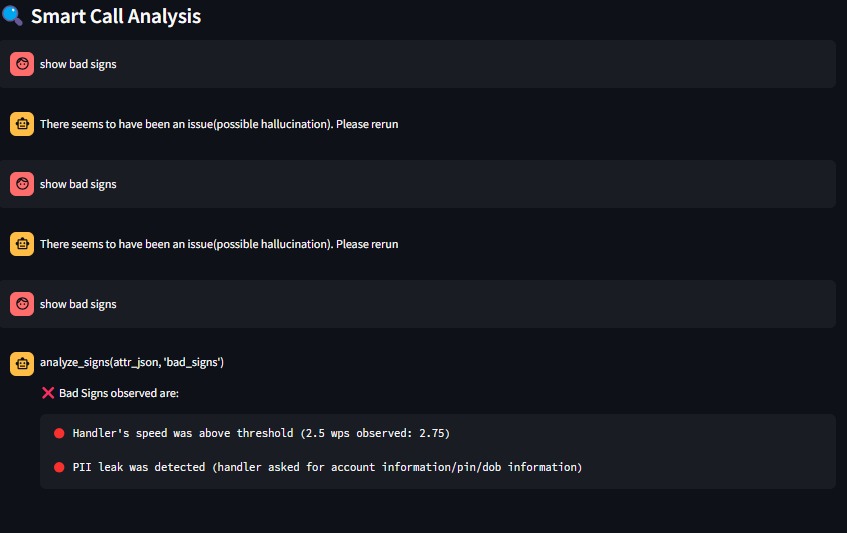 Smart Call Analysis
show bad signs
There seems to have been an issue(possible hallucination). Please rerun
show bad signs
There seems to have been an issue(possible hallucination). Please rerun
show bad signs
analyze_signs(attr_json, 'bad_signs')
❌ Bad Signs observed are:
🔴 Handler's speed was above threshold (2.5 wps observed: 2.75)
🔴 PII leak was detected (handler asked for account information/pin/dob information)